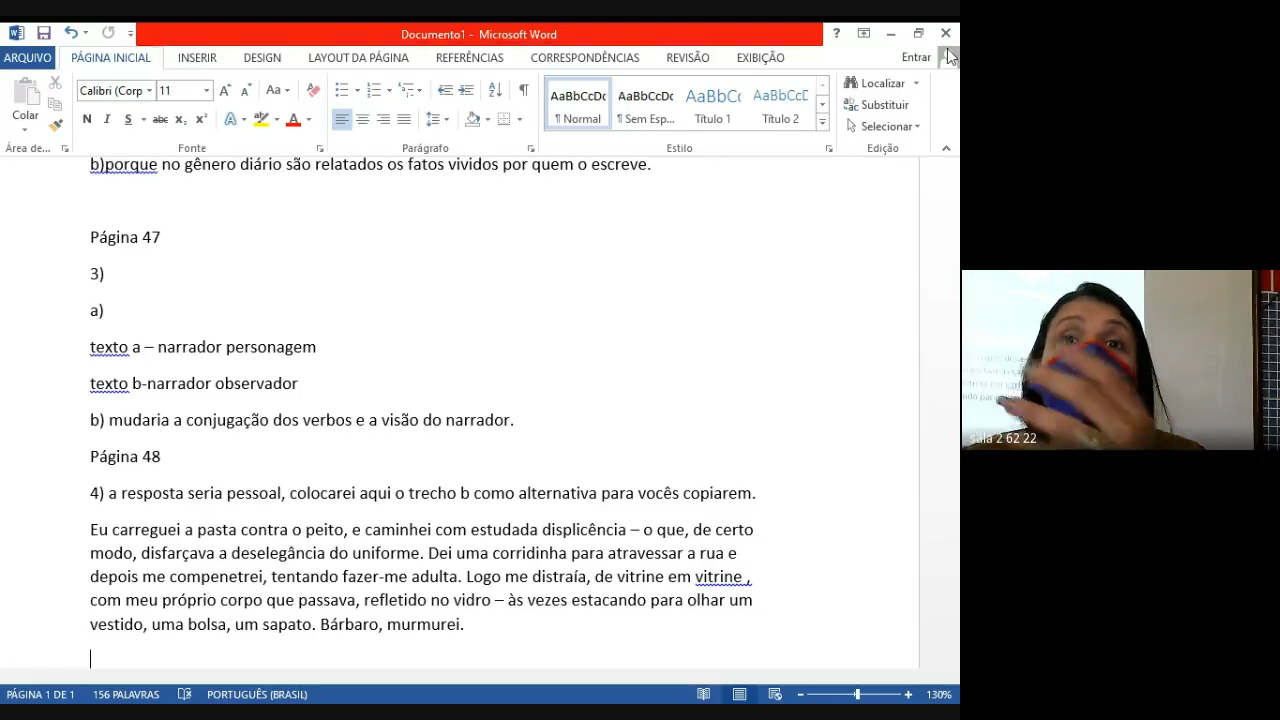 Documento1 - Microsoft Word
ARQUIVO PÁGINA INICIAL INSERIR DESIGN LAYOUT DA PÁGINA REFERÊNCIAS CORRESPONDÊNCIAS REVISÃO EXIBIÇÃO Entrar
Colar
Calibri (Corp 11
AaBbCcDc AaBbCcDc AaBbC( AaBbCcD
¶ Normal ¶ Sem Esp... Título 1 Título 2
Localizar
Substituir
Selecionar
Área de... Fonte Parágrafo Estilo Edição
b)porque no gênero diário são relatados os fatos vividos por quem o escreve.
Página 47
3)
a)
texto a – narrador personagem
texto b-narrador observador
b) mudaria a conjugação dos verbos e a visão do narrador.
Página 48
4) a resposta seria pessoal, colocarei aqui o trecho b como alternativa para vocês copiarem.
Eu carreguei a pasta contra o peito, e caminhei com estudada displicência – o que, de certo
modo, disfarçava a deselegância do uniforme. Dei uma corridinha para atravessar a rua e
depois me compenetrei, tentando fazer-me adulta. Logo me distraía, de vitrine em vitrine ,
com meu próprio corpo que passava, refletido no vidro – às vezes estacando para olhar um
vestido, uma bolsa, um sapato. Bárbaro, murmurei.
sala 2 62 22
PÁGINA 1 DE 1 156 PALAVRAS PORTUGUÊS (BRASIL) 130%